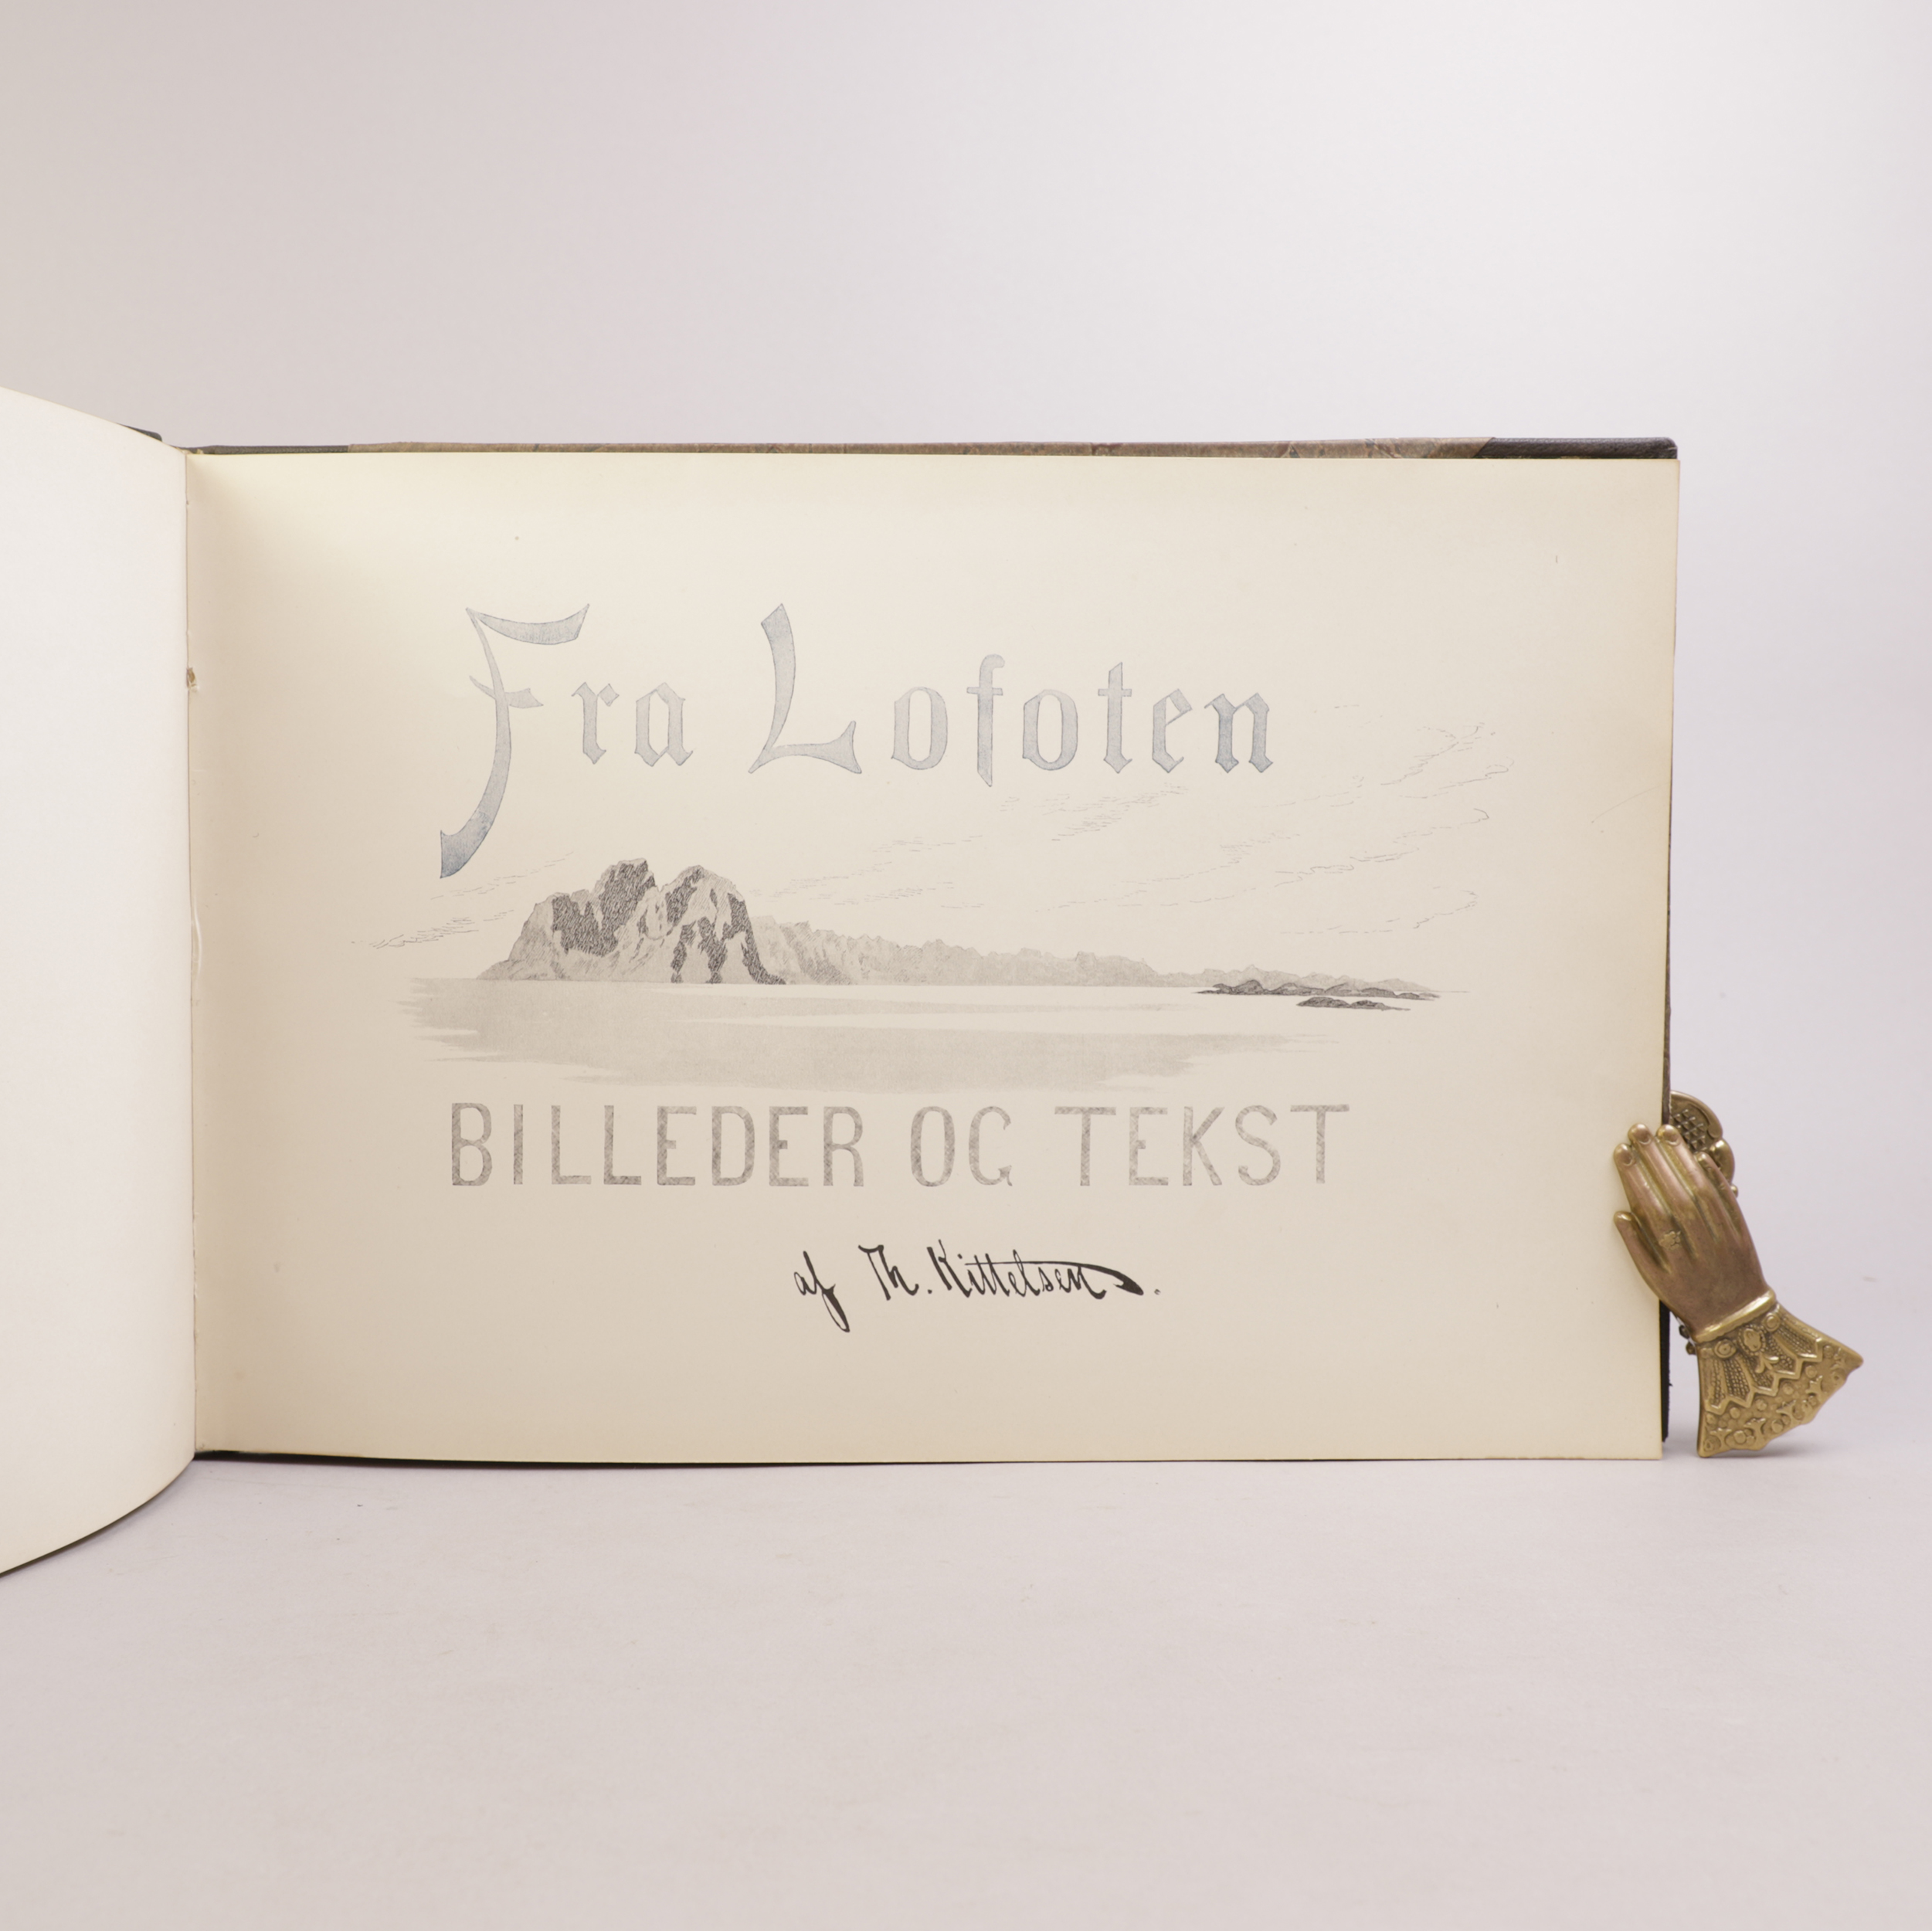 Fra Lofoten
BILLEDER OG TEKST
af Th. Kittelsen.